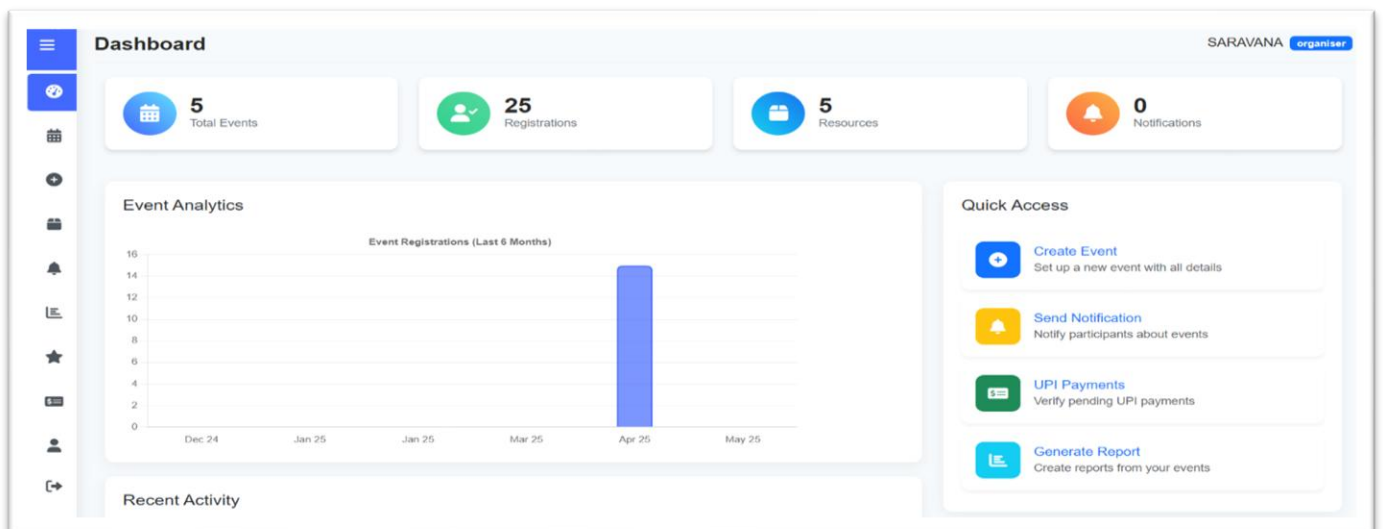 Dashboard
SARAVANA organiser
5
Total Events
25
Registrations
5
Resources
0
Notifications
Event Analytics
Event Registrations (Last 6 Months)
16
14
12
10
8
6
4
2
0
Dec 24 Jan 25 Jan 25 Mar 25 Apr 25 May 25
Quick Access
Create Event
Set up a new event with all details
Send Notification
Notify participants about events
UPI Payments
Verify pending UPI payments
Generate Report
Create reports from your events
Recent Activity